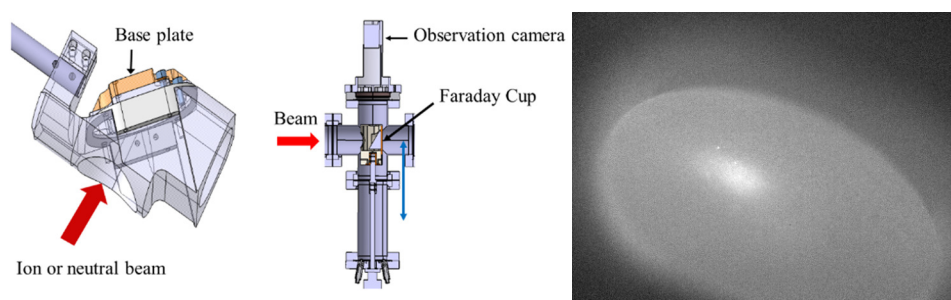 Base plate
Ion or neutral beam
Observation camera
Faraday Cup
Beam